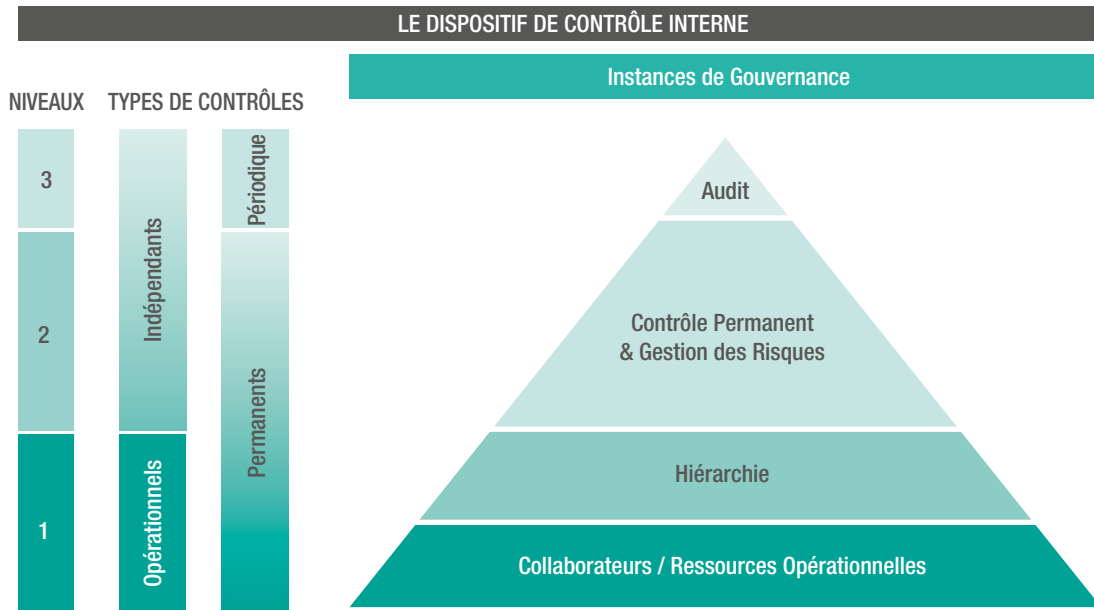 LE DISPOSITIF DE CONTRÔLE INTERNE
Instances de Gouvernance
NIVEAUX
TYPES DE CONTRÔLES
3
2
1
Indépendants
Opérationnels
Périodique
Permanents
Audit
Contrôle Permanent
& Gestion des Risques
Hiérarchie
Collaborateurs / Ressources Opérationnelles